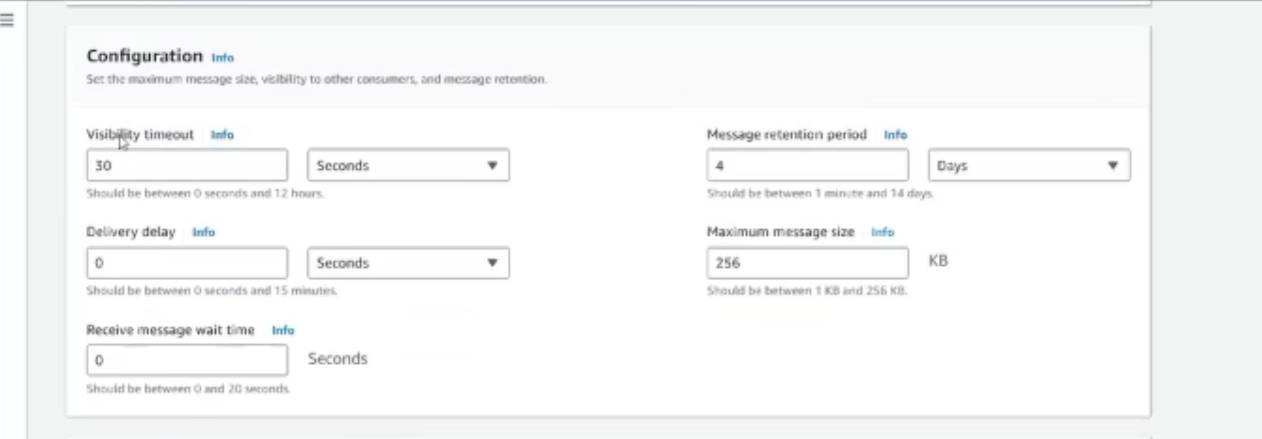 Configuration Info
Set the maximum message size, visibility to other consumers, and message retention.
Visibility timeout Info
30 Seconds
Should be between 0 seconds and 12 hours.
Message retention period Info
4 Days
Should be between 1 minute and 14 days.
Delivery delay Info
0 Seconds
Should be between 0 seconds and 15 minutes.
Maximum message size Info
256 KB
Should be between 1 KB and 256 KB.
Receive message wait time Info
0 Seconds
Should be between 0 and 20 seconds.